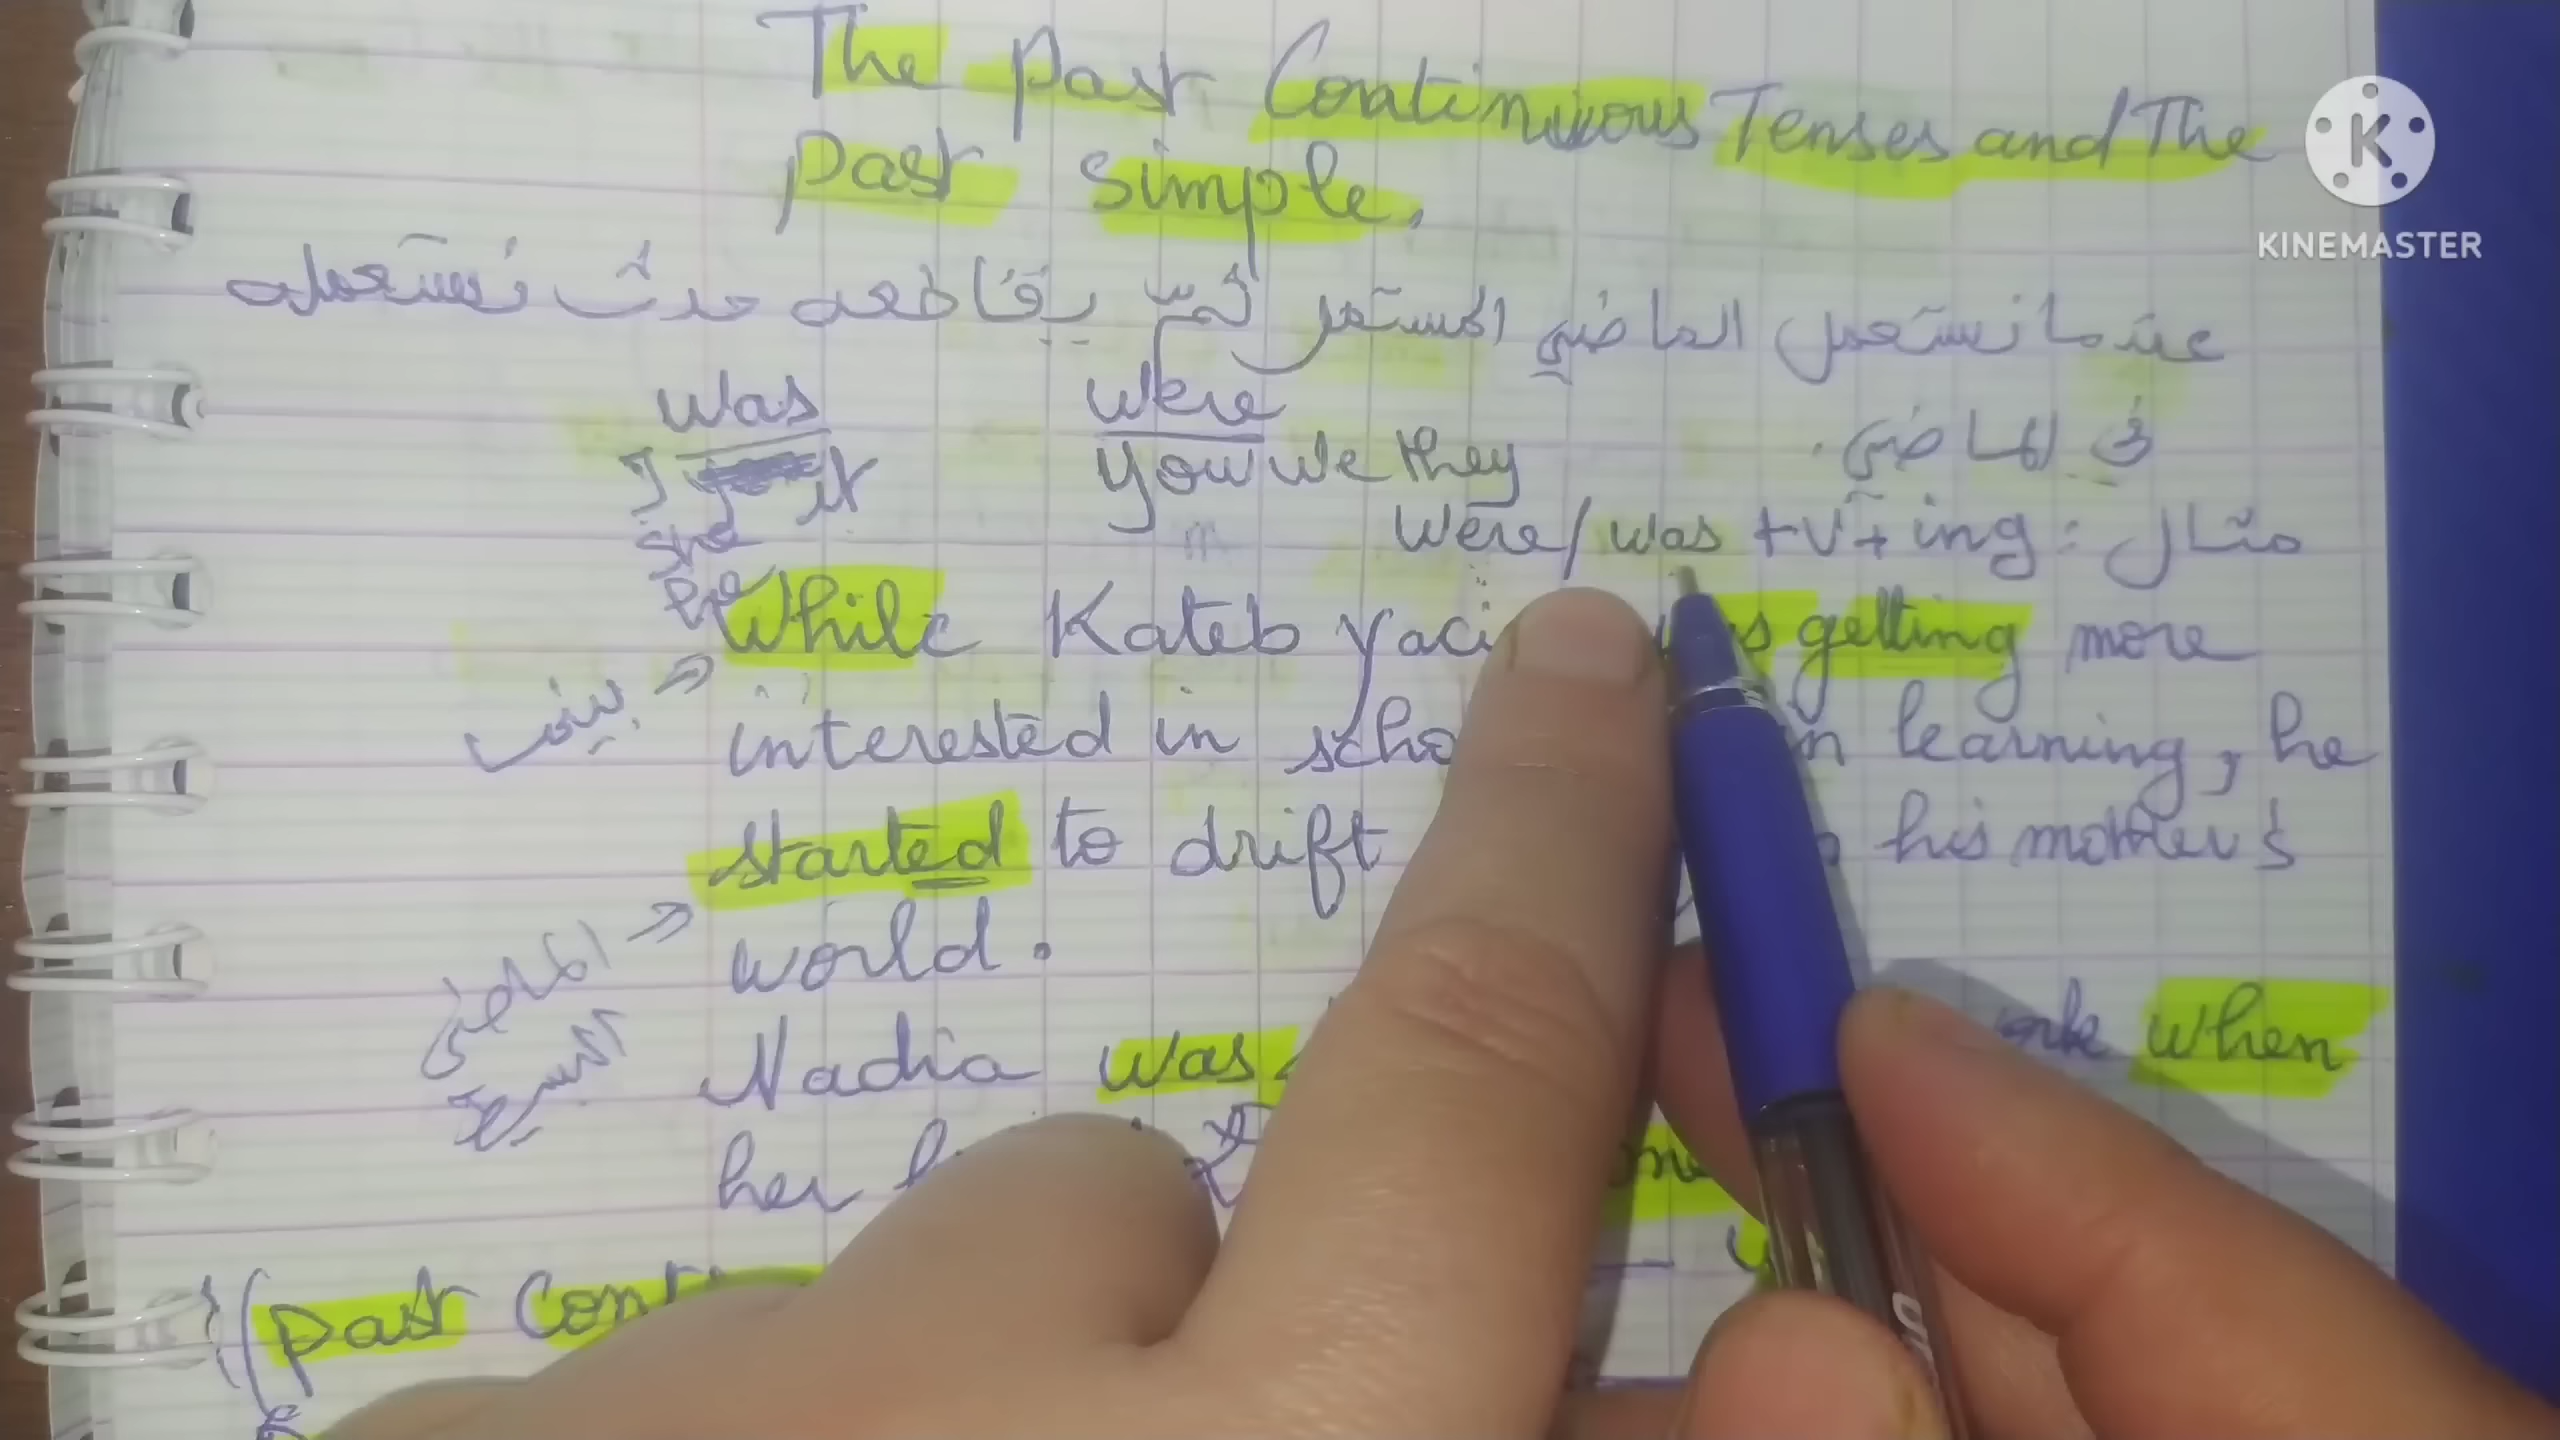 The Past Continuous Tenses and The
Past simple.
KINEMASTER
عندما نستعمل الماضي المستمر ثمّ يقاطعه حدث نستعمله
في الماضي.
was were
I it you we they
she
he
were/was +V+ing: مثال
While Kateb was getting more
بينما
interested in learning, he
started to drift his mother's
الماضي
البسيط
world.
Nadia was when
her
Past